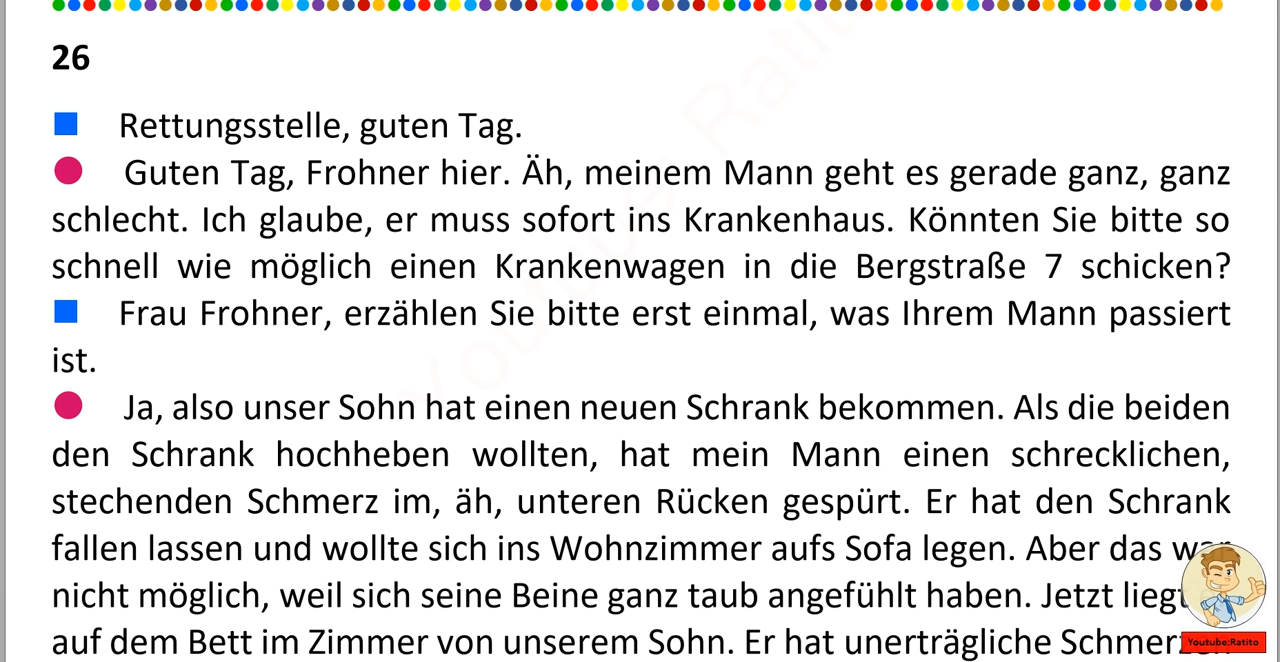 26
Rettungsstelle, guten Tag.
Guten Tag, Frohner hier. Äh, meinem Mann geht es gerade ganz, ganz
schlecht. Ich glaube, er muss sofort ins Krankenhaus. Könnten Sie bitte so
schnell wie möglich einen Krankenwagen in die Bergstraße 7 schicken?
Frau Frohner, erzählen Sie bitte erst einmal, was Ihrem Mann passiert
ist.
Ja, also unser Sohn hat einen neuen Schrank bekommen. Als die beiden
den Schrank hochheben wollten, hat mein Mann einen schrecklichen,
stechenden Schmerz im, äh, unteren Rücken gespürt. Er hat den Schrank
fallen lassen und wollte sich ins Wohnzimmer aufs Sofa legen. Aber das war
nicht möglich, weil sich seine Beine ganz taub angefühlt haben. Jetzt liegt
auf dem Bett im Zimmer von unserem Sohn. Er hat unerträgliche Schmerzen
Youtube:Ratito